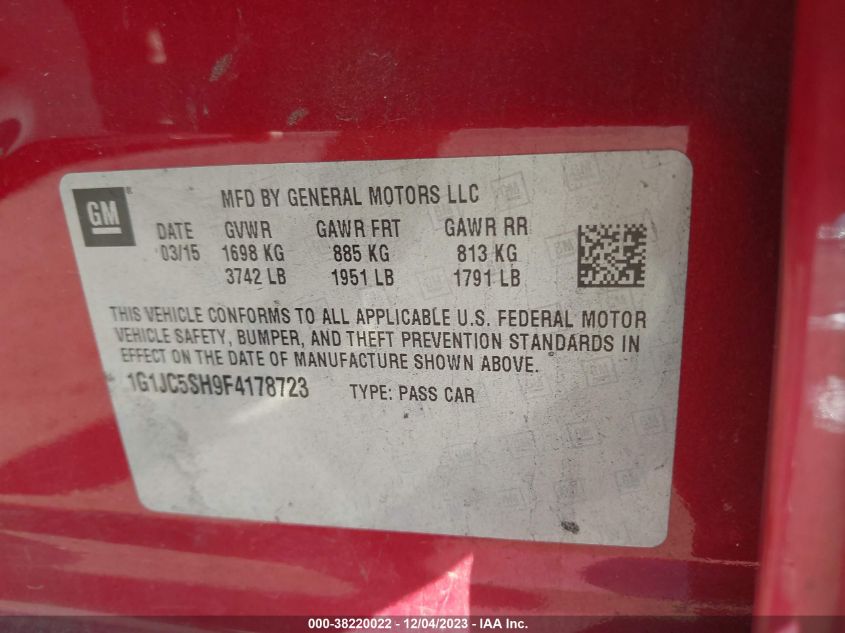 GM ®
MFD BY GENERAL MOTORS LLC
DATE GVWR GAWR FRT GAWR RR
03/15 1698 KG 885 KG 813 KG
3742 LB 1951 LB 1791 LB
THIS VEHICLE CONFORMS TO ALL APPLICABLE U.S. FEDERAL MOTOR
VEHICLE SAFETY, BUMPER, AND THEFT PREVENTION STANDARDS IN
EFFECT ON THE DATE OF MANUFACTURE SHOWN ABOVE.
1G1JC5SH9F4178723 TYPE: PASS CAR
000-38220022 - 12/04/2023 - IAA Inc.